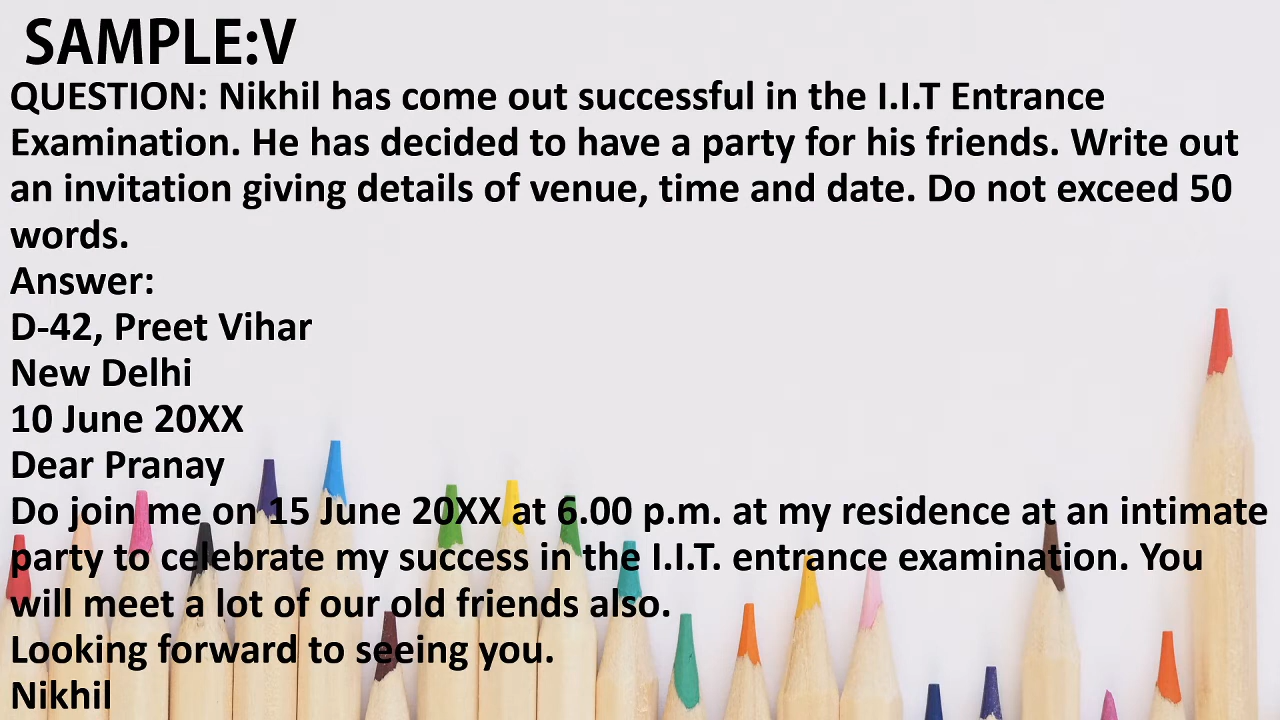 SAMPLE:V
QUESTION: Nikhil has come out successful in the I.I.T Entrance
Examination. He has decided to have a party for his friends. Write out
an invitation giving details of venue, time and date. Do not exceed 50
words.
Answer:
D-42, Preet Vihar
New Delhi
10 June 20XX
Dear Pranay
Do join me on 15 June 20XX at 6.00 p.m. at my residence at an intimate
party to celebrate my success in the I.I.T. entrance examination. You
will meet a lot of our old friends also.
Looking forward to seeing you.
Nikhil